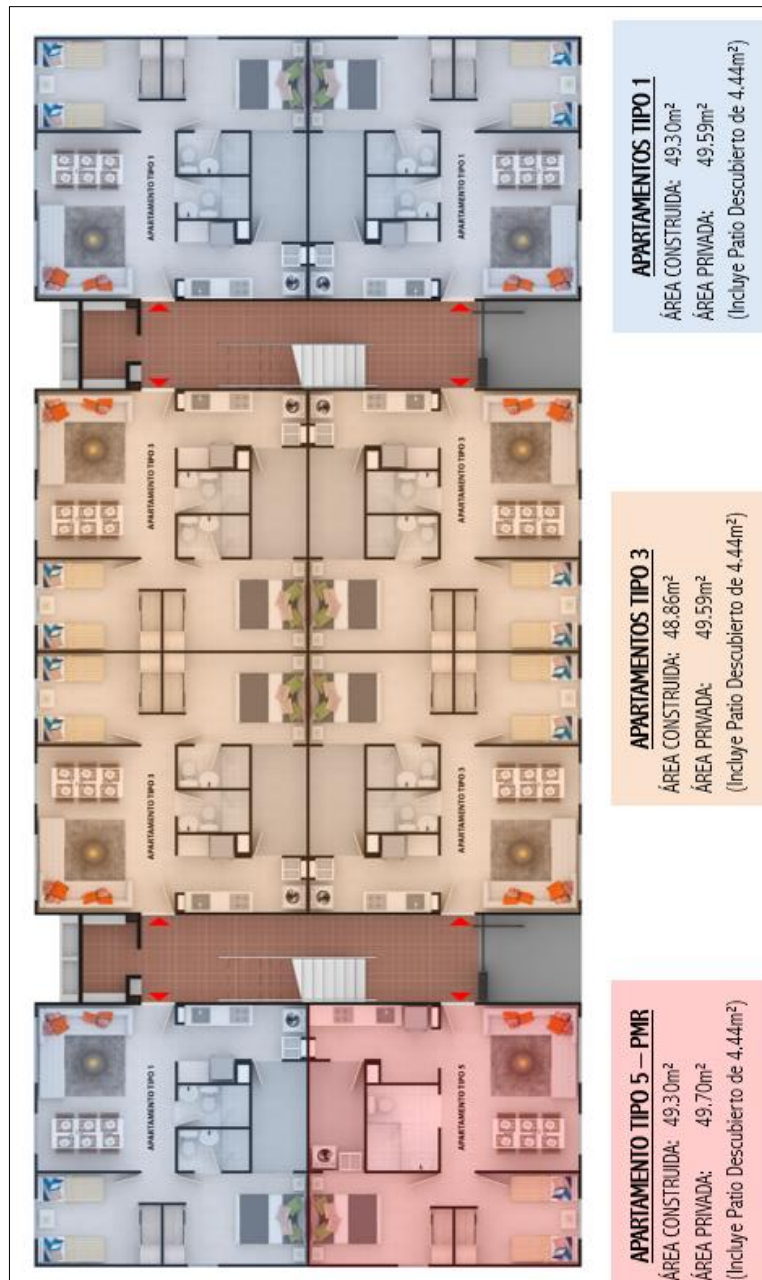 APARTAMENTO TIPO 1
APARTAMENTO TIPO 1
APARTAMENTO TIPO 3
APARTAMENTO TIPO 3
APARTAMENTO TIPO 3
APARTAMENTO TIPO 3
APARTAMENTO TIPO 1
APARTAMENTO TIPO 5
APARTAMENTOS TIPO 1
ÁREA CONSTRUIDA: 49.30m²
ÁREA PRIVADA: 49.59m²
(Incluye Patio Descubierto de 4.44m²)
APARTAMENTOS TIPO 3
ÁREA CONSTRUIDA: 48.86m²
ÁREA PRIVADA: 49.59m²
(Incluye Patio Descubierto de 4.44m²)
APARTAMENTO TIPO 5 – PMR
ÁREA CONSTRUIDA: 49.30m²
ÁREA PRIVADA: 49.70m²
(Incluye Patio Descubierto de 4.44m²)